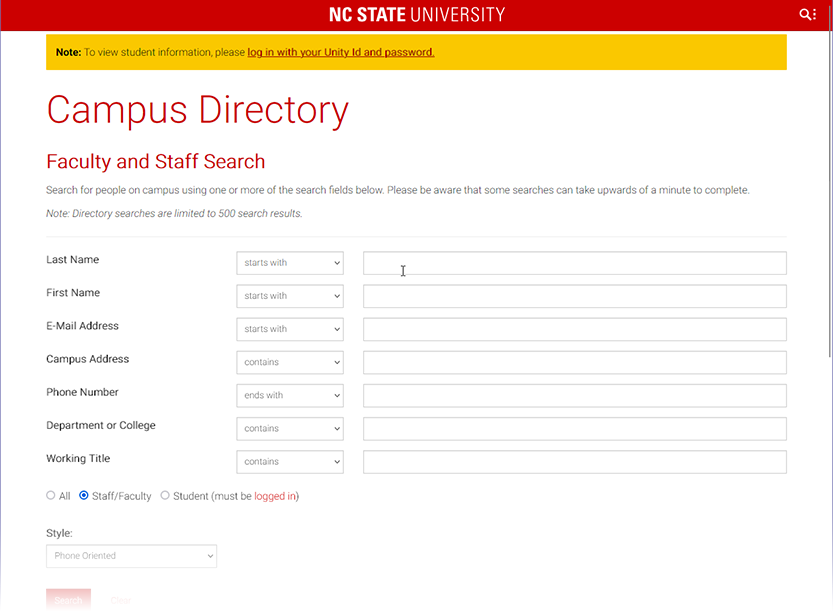 NC STATE UNIVERSITY
Note: To view student information, please log in with your Unity Id and password.
Campus Directory
Faculty and Staff Search
Search for people on campus using one or more of the search fields below. Please be aware that some searches can take upwards of a minute to complete.
Note: Directory searches are limited to 500 search results.
Last Name starts with
First Name starts with
E-Mail Address starts with
Campus Address contains
Phone Number ends with
Department or College contains
Working Title contains
All Staff/Faculty Student (must be logged in)
Style:
Phone Oriented
Search Clear